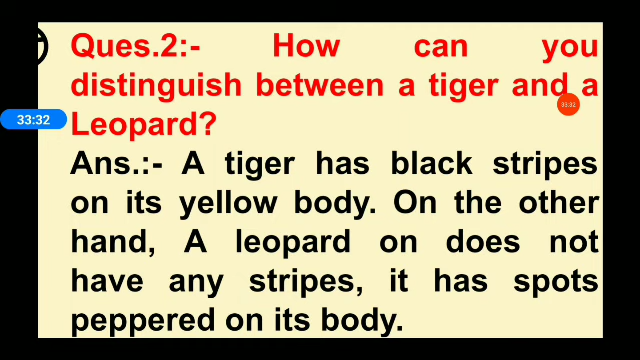 Ques.2:- How can you
distinguish between a tiger and a
33:32
33:32
Leopard?
Ans.:- A tiger has black stripes
on its yellow body. On the other
hand, A leopard on does not
have any stripes, it has spots
peppered on its body.